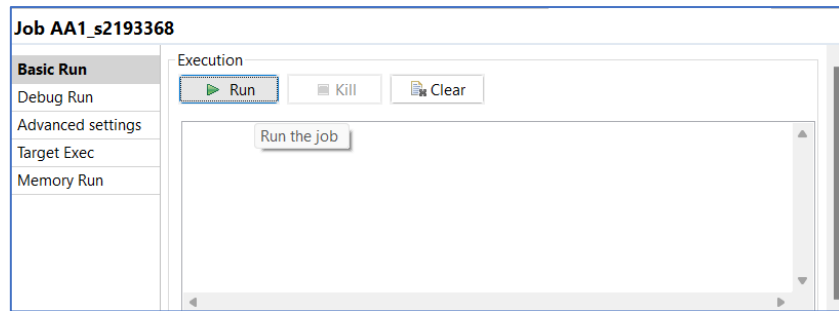 Job AA1_s2193368
Basic Run
Debug Run
Advanced settings
Target Exec
Memory Run
Execution
Run Kill Clear
Run the job